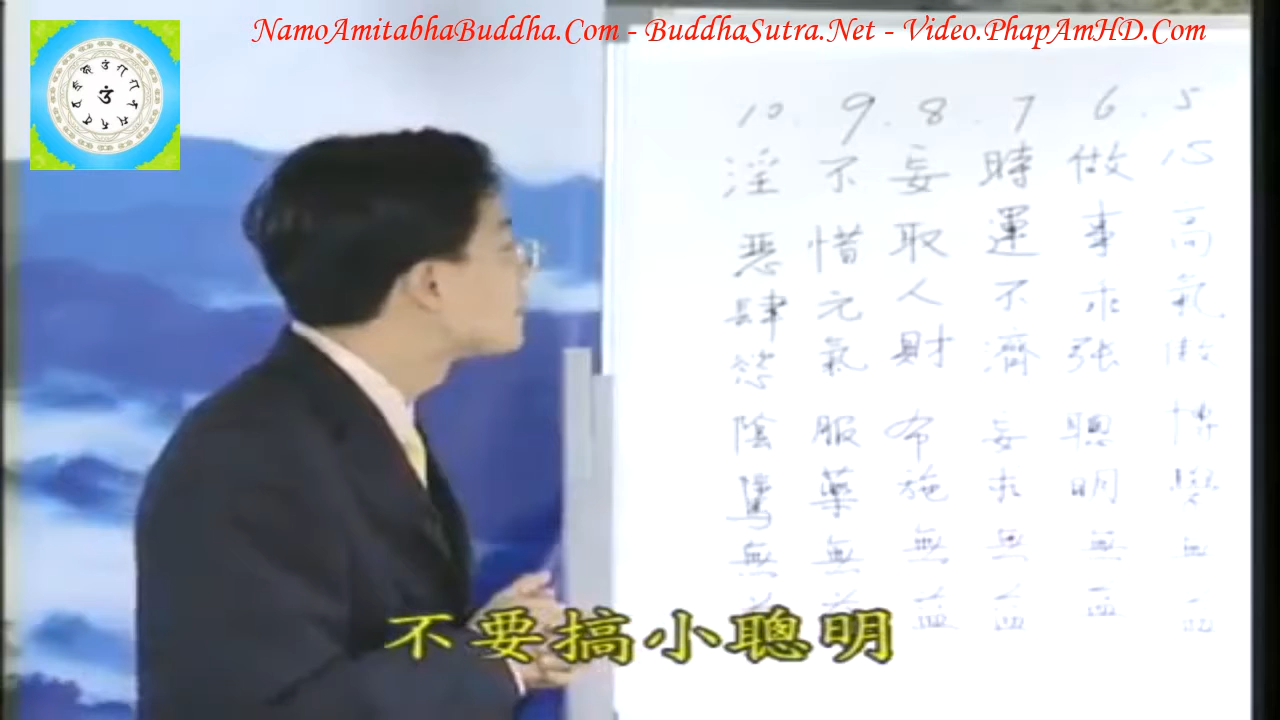 NamoAmitabhaBuddha.Com - BuddhaSutra.Net - Video.PhapAmHD.Com
5 心高氣傲博學無益
6 做事乖張聰明無益
7 時運不濟妄求無益
8 妄取人財布施無益
9 不惜元氣服藥無益
10 淫惡肆慾陰騭無益
不要搞小聰明